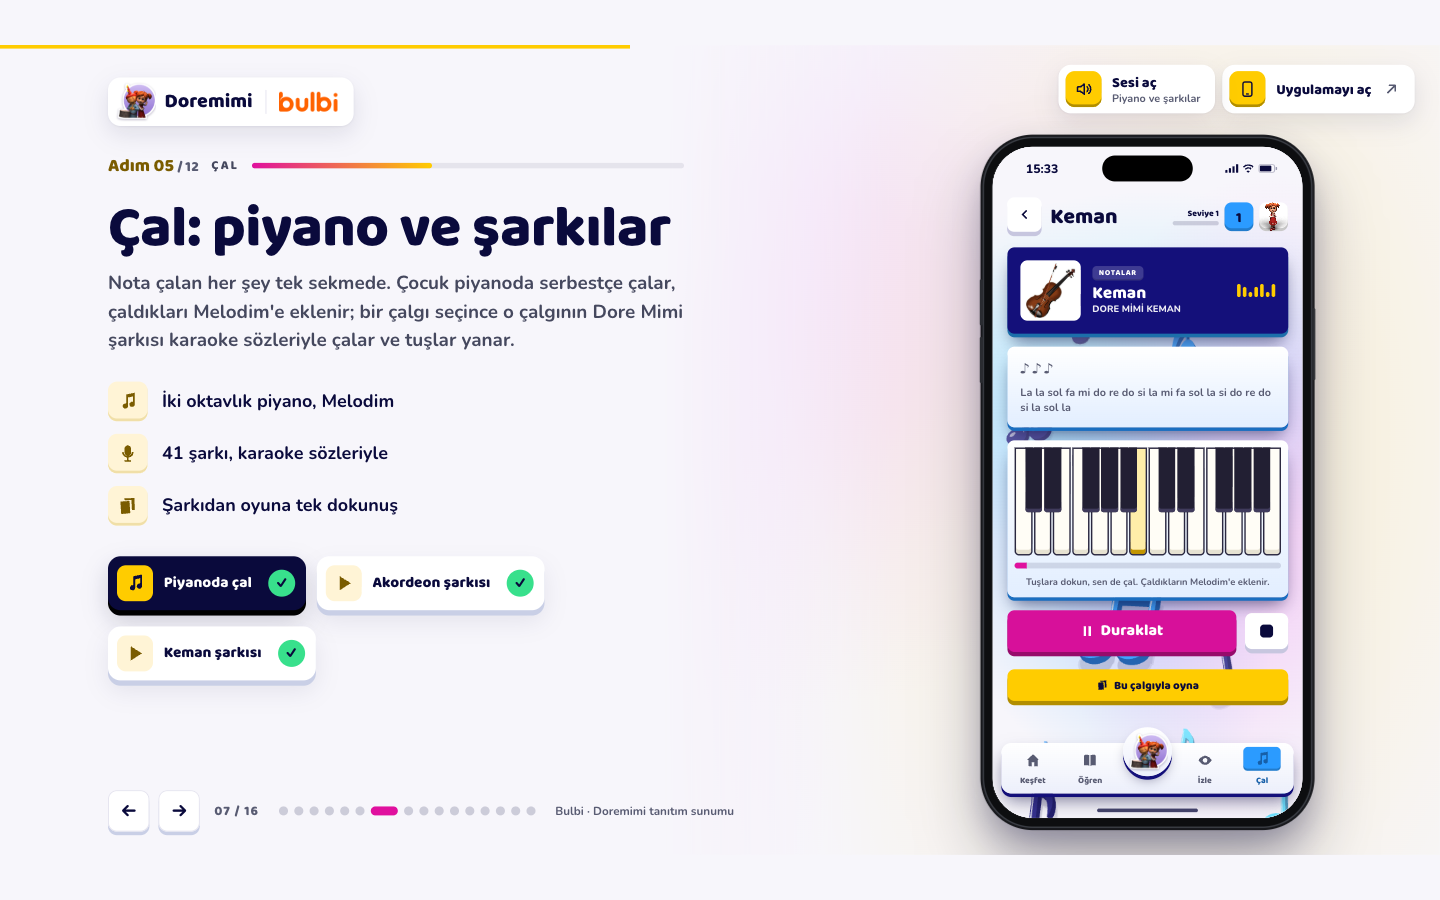 Doremimi
bulbi
Sesi aç
Piyano ve şarkılar
Uygulamayı aç
Adım 05 / 12 ÇAL
Çal: piyano ve şarkılar
Nota çalan her şey tek sekmede. Çocuk piyanoda serbestçe çalar,
çaldıkları Melodim'e eklenir; bir çalgı seçince o çalgının Dore Mimi
şarkısı karaoke sözleriyle çalar ve tuşlar yanar.
İki oktavlık piyano, Melodim
41 şarkı, karaoke sözleriyle
Şarkıdan oyuna tek dokunuş
Piyanoda çal
Akordeon şarkısı
Keman şarkısı
07 / 16
Bulbi · Doremimi tanıtım sunumu
15:33
Keman
Seviye 1
1
NOTALAR
Keman
DORE MİMİ KEMAN
♪♪♪
La la sol fa mi do re do si la mi fa sol la si do re do
si la sol la
Tuşlara dokun, sen de çal. Çaldıkların Melodim'e eklenir.
Duraklat
Bu çalgıyla oyna
Keşfet
Öğren
İzle
Çal